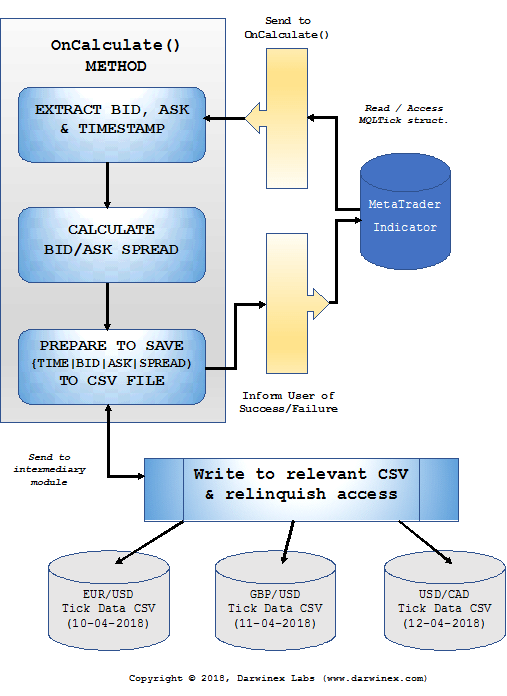 Send to
OnCalculate()
OnCalculate()
METHOD
EXTRACT BID, ASK
& TIMESTAMP
Read / Access
MQLTick struct.
MetaTrader
Indicator
CALCULATE
BID/ASK SPREAD
PREPARE TO SAVE
{TIME|BID|ASK|SPREAD)
TO CSV FILE
Inform User of
Success/Failure
Send to
intermediary
module
Write to relevant CSV
& relinquish access
EUR/USD
Tick Data CSV
(10-04-2018)
GBP/USD
Tick Data CSV
(11-04-2018)
USD/CAD
Tick Data CSV
(12-04-2018)
Copyright © 2018, Darwinex Labs (www.darwinex.com)